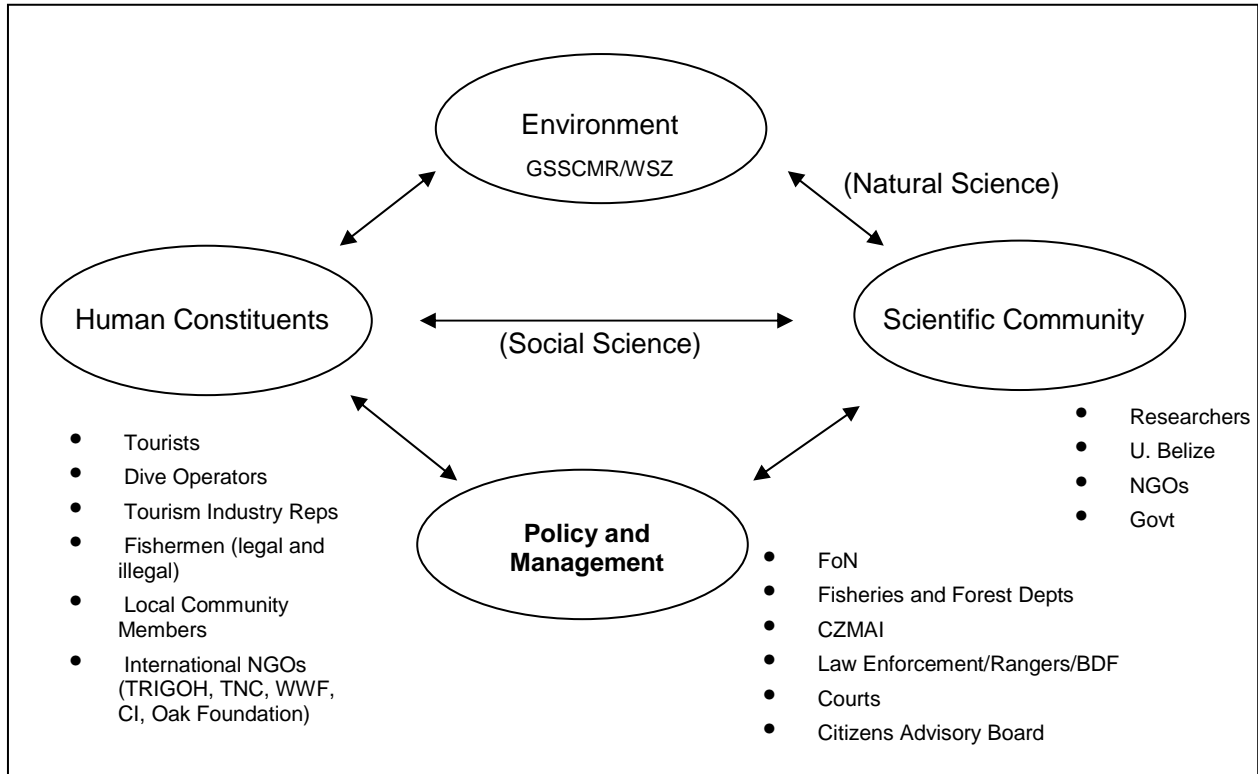 Environment
GSSCMR/WSZ
(Natural Science)
Human Constituents
(Social Science)
Scientific Community
• Tourists
• Dive Operators
• Tourism Industry Reps
• Fishermen (legal and
illegal)
• Local Community
Members
• International NGOs
(TRIGOH, TNC, WWF,
CI, Oak Foundation)
Policy and
Management
• Researchers
• U. Belize
• NGOs
• Govt
• FoN
• Fisheries and Forest Depts
• CZMAI
• Law Enforcement/Rangers/BDF
• Courts
• Citizens Advisory Board